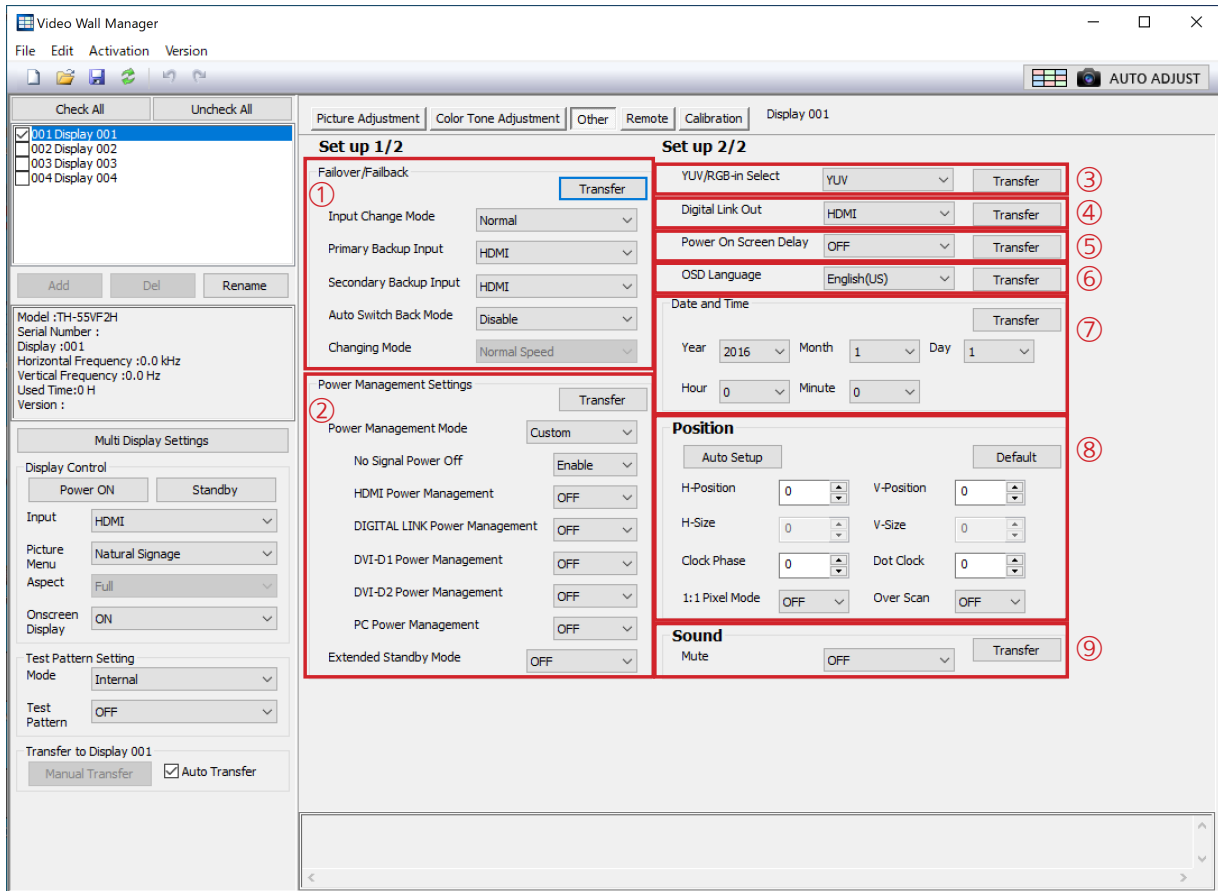 Video Wall Manager
File Edit Activation Version
AUTO ADJUST
Check All Uncheck All
001 Display 001
002 Display 002
003 Display 003
004 Display 004
Add Del Rename
Model :TH-55VF2H
Serial Number :
Display :001
Horizontal Frequency :0.0 kHz
Vertical Frequency :0.0 Hz
Used Time:0 H
Version :
Multi Display Settings
Display Control
Power ON Standby
Input HDMI
Picture Menu Natural Signage
Aspect Full
Onscreen Display ON
Test Pattern Setting
Mode Internal
Test Pattern OFF
Transfer to Display 001
Manual Transfer Auto Transfer
Picture Adjustment Color Tone Adjustment Other Remote Calibration Display 001
Set up 1/2
Failover/Failback
① Transfer
Input Change Mode Normal
Primary Backup Input HDMI
Secondary Backup Input HDMI
Auto Switch Back Mode Disable
Changing Mode Normal Speed
Power Management Settings
② Transfer
Power Management Mode Custom
No Signal Power Off Enable
HDMI Power Management OFF
DIGITAL LINK Power Management OFF
DVI-D1 Power Management OFF
DVI-D2 Power Management OFF
PC Power Management OFF
Extended Standby Mode OFF
Set up 2/2
YUV/RGB-in Select YUV Transfer ③
Digital Link Out HDMI Transfer ④
Power On Screen Delay OFF Transfer ⑤
OSD Language English(US) Transfer ⑥
Date and Time
Transfer ⑦
Year 2016 Month 1 Day 1
Hour 0 Minute 0
Position
Auto Setup Default ⑧
H-Position 0 V-Position 0
H-Size 0 V-Size 0
Clock Phase 0 Dot Clock 0
1:1 Pixel Mode OFF Over Scan OFF
Sound
Mute OFF Transfer ⑨